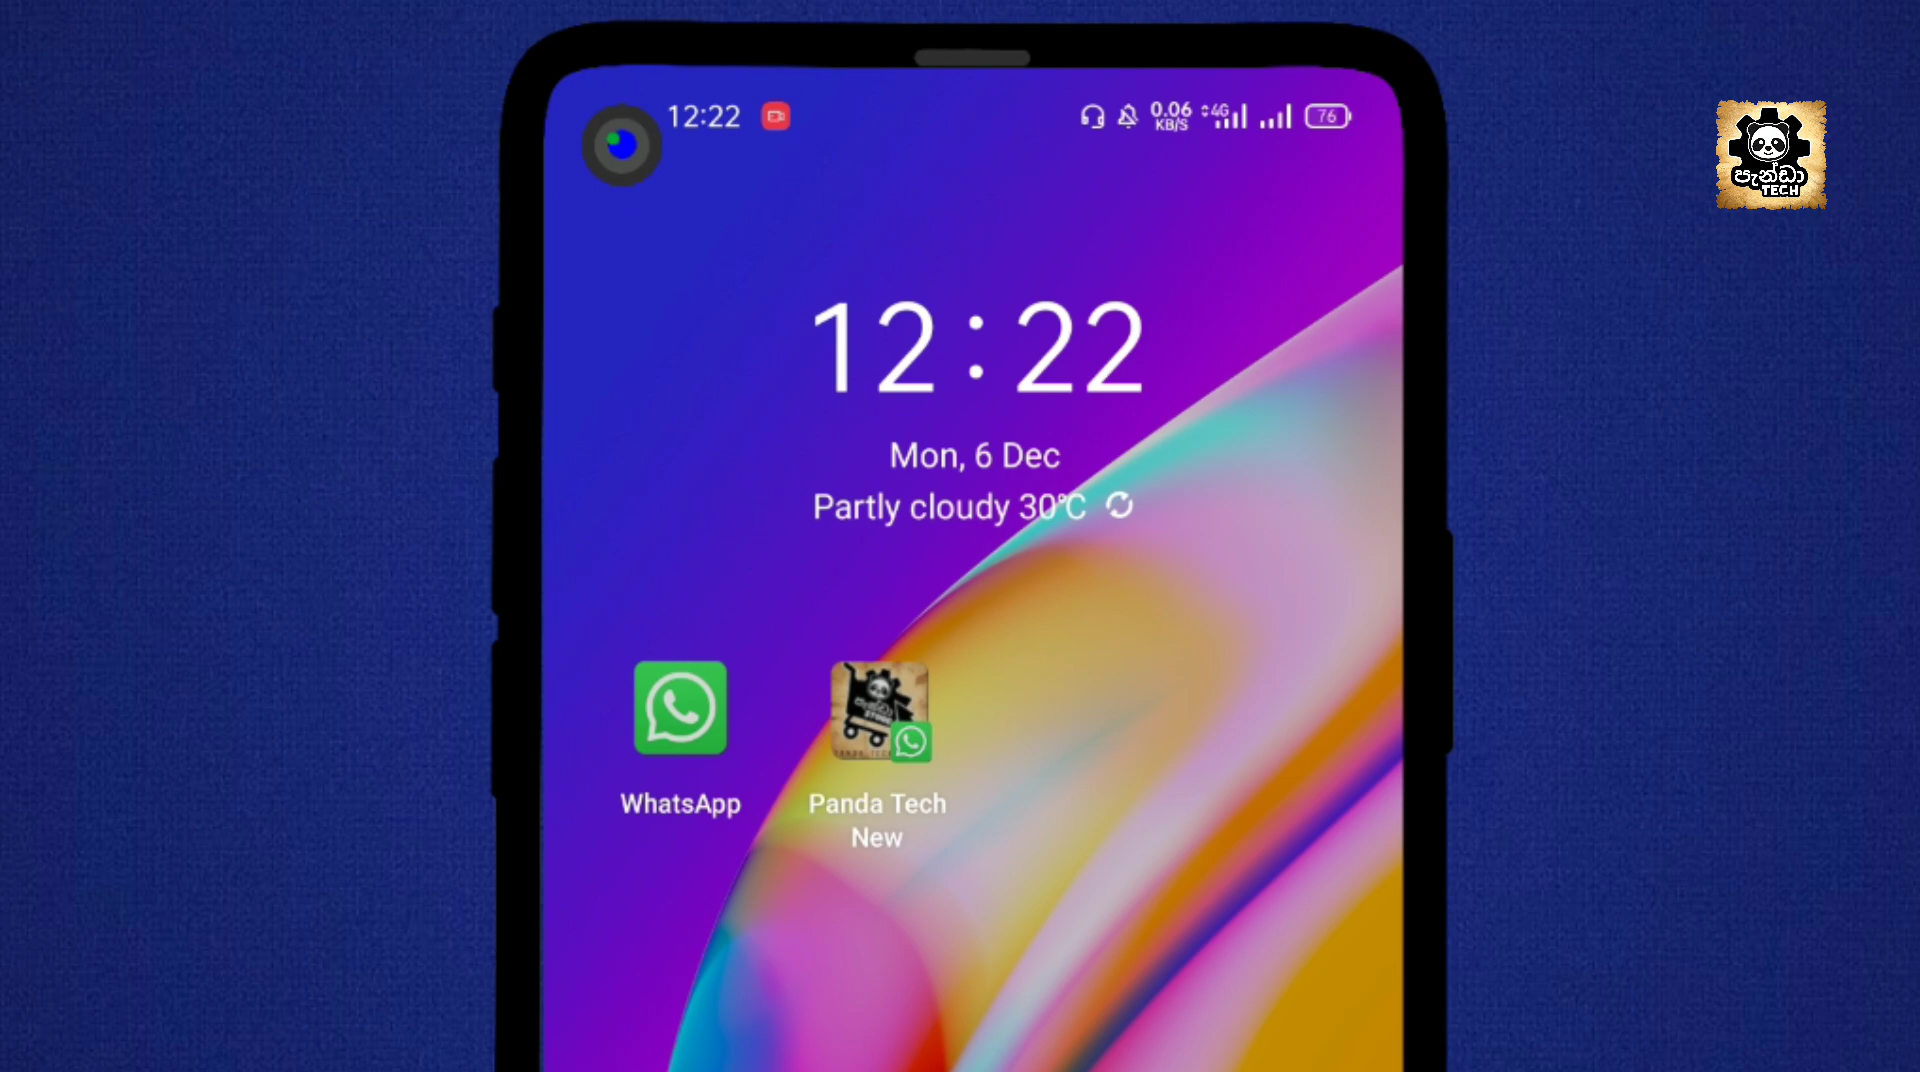 12:22
0.06
KB/S
4G
76
පැන්ඩා
TECH
12:22
Mon, 6 Dec
Partly cloudy 30°C
පැන්ඩා
STORE
WhatsApp
Panda Tech
New